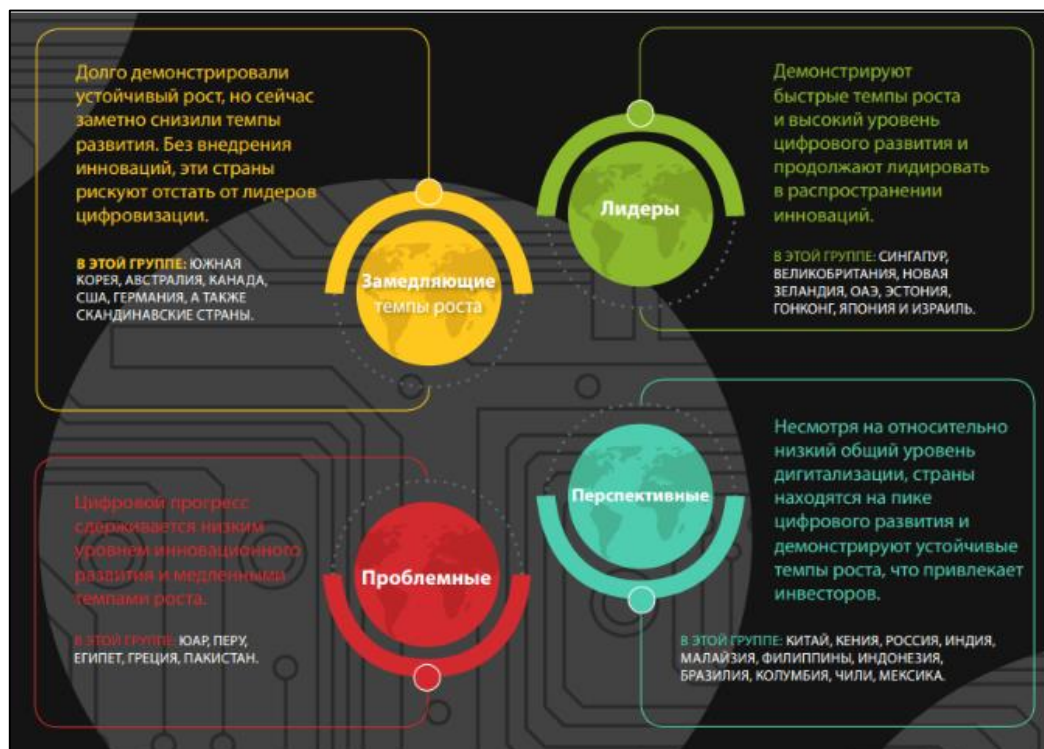 Долго демонстрировали
устойчивый рост, но сейчас
заметно снизили темпы
развития. Без внедрения
инноваций, эти страны
рискуют отстать от лидеров
цифровизации.
В ЭТОЙ ГРУППЕ: ЮЖНАЯ
КОРЕЯ, АВСТРАЛИЯ, КАНАДА,
США, ГЕРМАНИЯ, А ТАКЖЕ
СКАНДИНАВСКИЕ СТРАНЫ.
Замедляющие
темпы роста
Лидеры
Демонстрируют
быстрые темпы роста
и высокий уровень
цифрового развития и
продолжают лидировать
в распространении
инноваций.
В ЭТОЙ ГРУППЕ: СИНГАПУР,
ВЕЛИКОБРИТАНИЯ, НОВАЯ
ЗЕЛАНДИЯ, ОАЭ, ЭСТОНИЯ,
ГОНКОНГ, ЯПОНИЯ И ИЗРАИЛЬ.
Цифровой прогресс
сдерживается низким
уровнем инновационного
развития и медленными
темпами роста.
В ЭТОЙ ГРУППЕ: ЮАР, ПЕРУ,
ЕГИПЕТ, ГРЕЦИЯ, ПАКИСТАН.
Проблемные
Перспективные
Несмотря на относительно
низкий общий уровень
дигитализации, страны
находятся на пике
цифрового развития и
демонстрируют устойчивые
темпы роста, что привлекает
инвесторов.
В ЭТОЙ ГРУППЕ: КИТАЙ, КЕНИЯ, РОССИЯ, ИНДИЯ,
МАЛАЙЗИЯ, ФИЛИППИНЫ, ИНДОНЕЗИЯ,
БРАЗИЛИЯ, КОЛУМБИЯ, ЧИЛИ, МЕКСИКА.